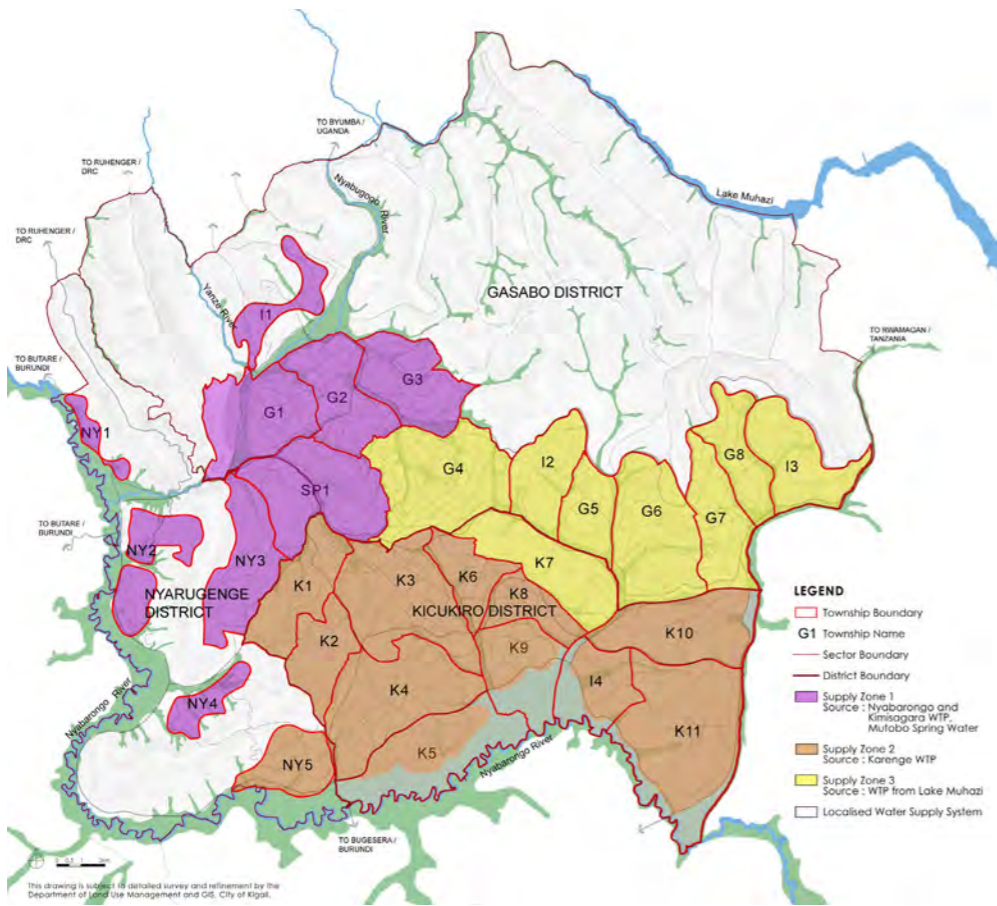 TO BYUMBA /
UGANDA
TO RUHENGER /
DRC
Nyabugogo River
Lake Muhazi
TO RUHENGER /
DRC
GASABO DISTRICT
Yanze River
I1
TO RWAMAGAN /
TANZANIA
TO BUTARE /
BURUNDI
G3
G2
G1
NY1
G8
I3
G4
I2
SP1
G5
G6
G7
TO BUTARE /
BURUNDI
NY2
NY3
K7
K1
K3
K6
NYARUGENGE
DISTRICT
K8
KICUKIRO DISTRICT
K2
K9
K10
K4
I4
NY4
Nyabarongo River
K11
K5
NY5
Nyabarongo River
TO BUGESERA /
BURUNDI
LEGEND
Township Boundary
G1 Township Name
Sector Boundary
District Boundary
Supply Zone 1
Source : Nyabarongo and
Kimisagara WTP,
Mutobo Spring Water
Supply Zone 2
Source : Karenge WTP
Supply Zone 3
Source : WTP from Lake Muhazi
Localised Water Supply System
0 0.5 1 2km
This drawing is subject to detailed survey and refinement by the
Department of Land Use Management and GIS, City of Kigali.